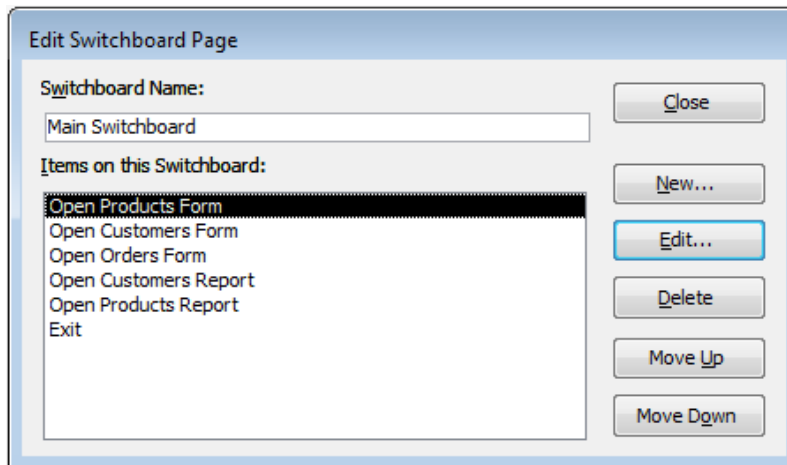 Edit Switchboard Page
Switchboard Name:
Close
Main Switchboard
Items on this Switchboard:
New...
Open Products Form
Open Customers Form
Edit...
Open Orders Form
Open Customers Report
Delete
Open Products Report
Exit
Move Up
Move Down